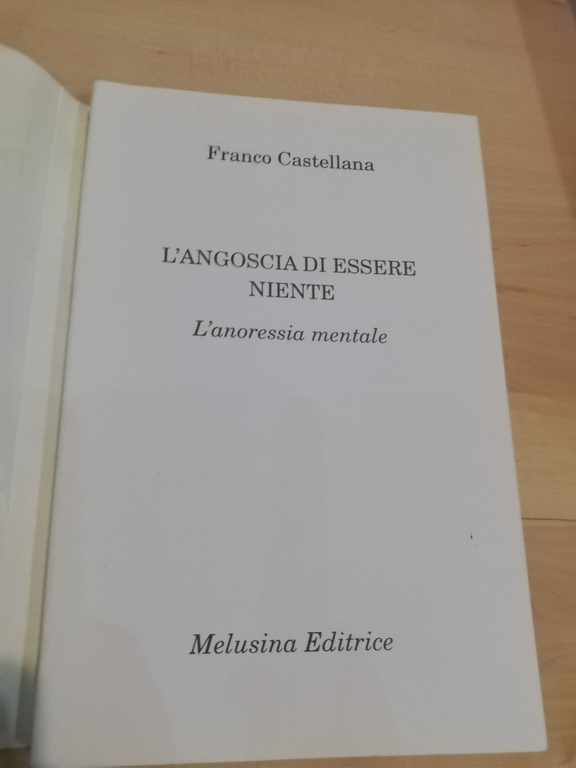 Franco Castellana
L'ANGOSCIA DI ESSERE
NIENTE
L'anoressia mentale
Melusina Editrice